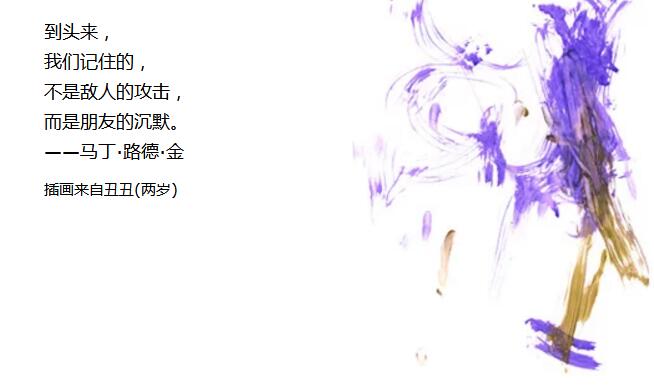 到头来，
我们记住的，
不是敌人的攻击，
而是朋友的沉默。
——马丁·路德·金
插画来自丑丑(两岁)